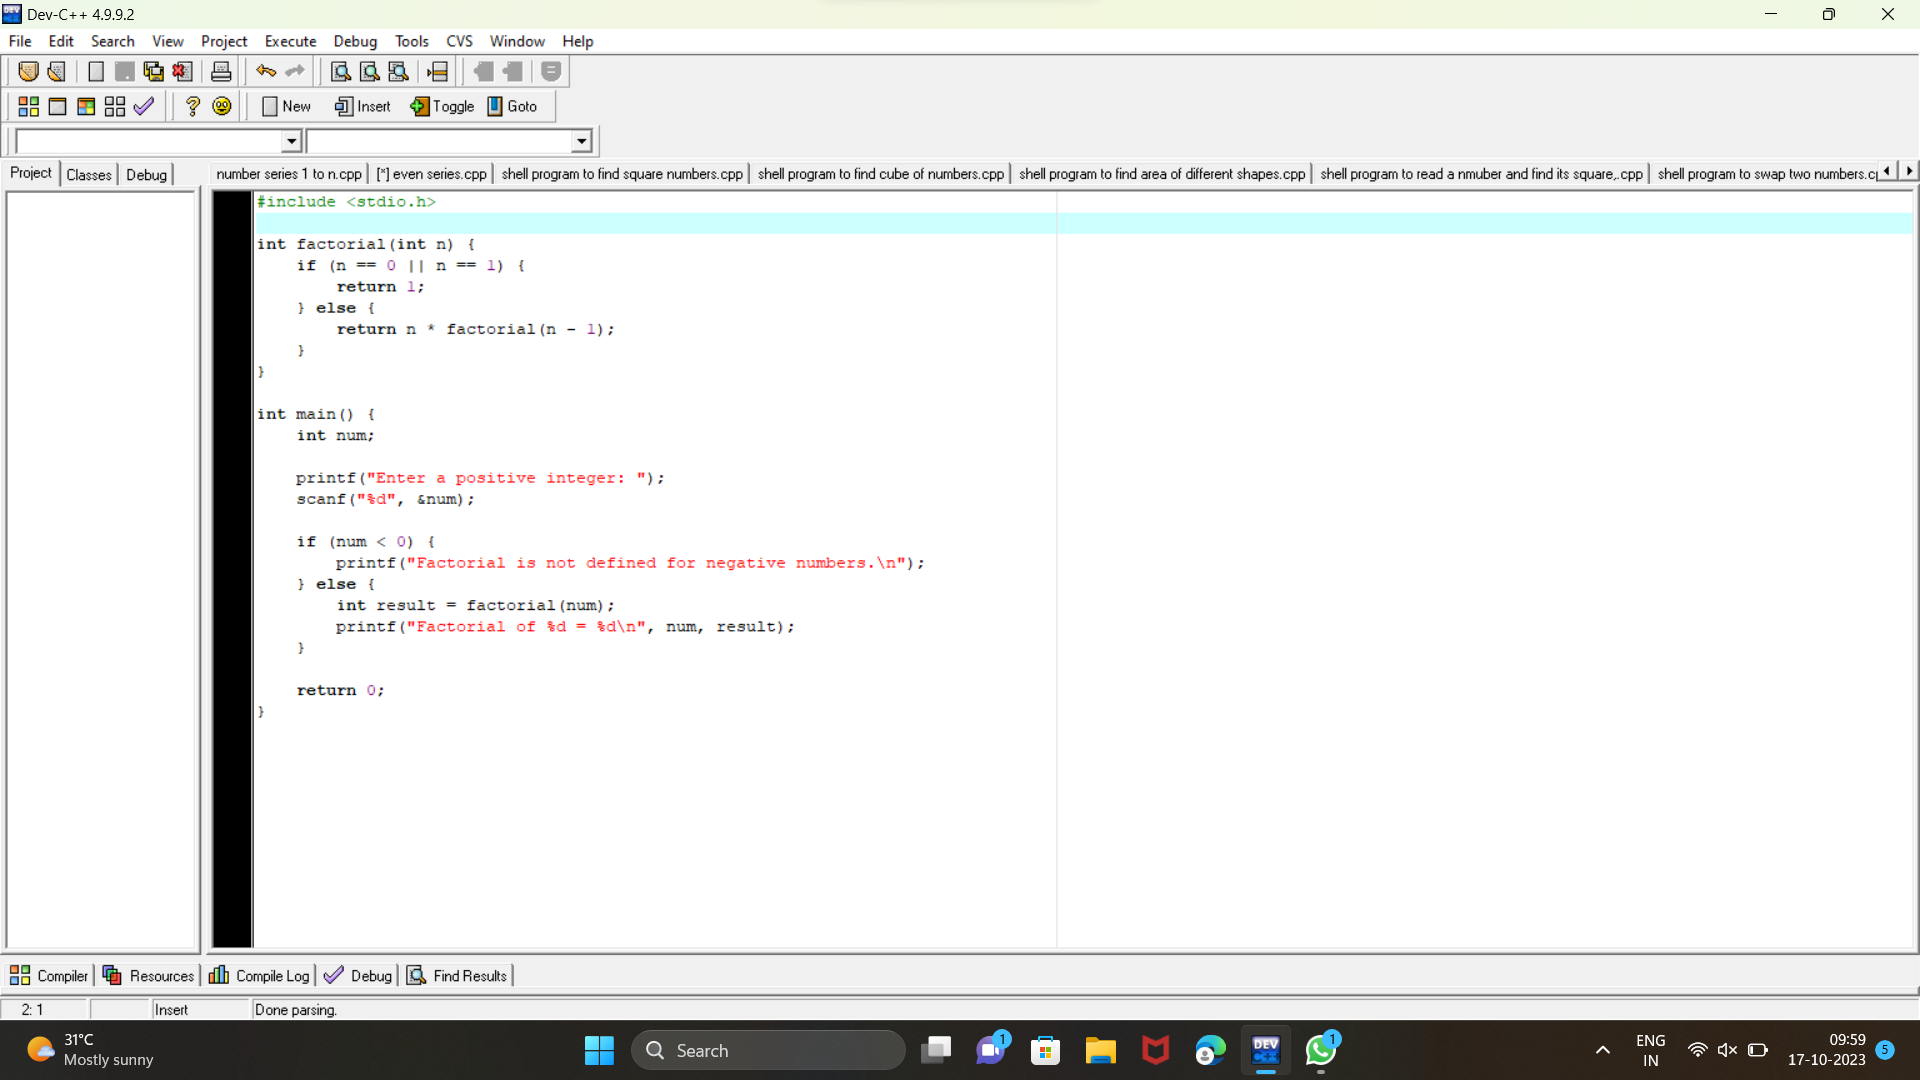 Dev-C++ 4.9.9.2
File Edit Search View Project Execute Debug Tools CVS Window Help
New Insert Toggle Goto
Project Classes Debug
number series 1 to n.cpp [*] even series.cpp shell program to find square numbers.cpp shell program to find cube of numbers.cpp shell program to find area of different shapes.cpp shell program to read a nmuber and find its square,.cpp shell program to swap two numbers.c
#include <stdio.h>
int factorial(int n) {
    if (n == 0 || n == 1) {
        return 1;
    } else {
        return n * factorial(n - 1);
    }
}
int main() {
    int num;
    printf("Enter a positive integer: ");
    scanf("%d", &num);
    if (num < 0) {
        printf("Factorial is not defined for negative numbers.\n");
    } else {
        int result = factorial(num);
        printf("Factorial of %d = %d\n", num, result);
    }
    return 0;
}
Compiler Resources Compile Log Debug Find Results
2: 1 Insert Done parsing.
31°C
Mostly sunny
Search
1
DEV
C++
1
ENG
IN
09:59
17-10-2023
5